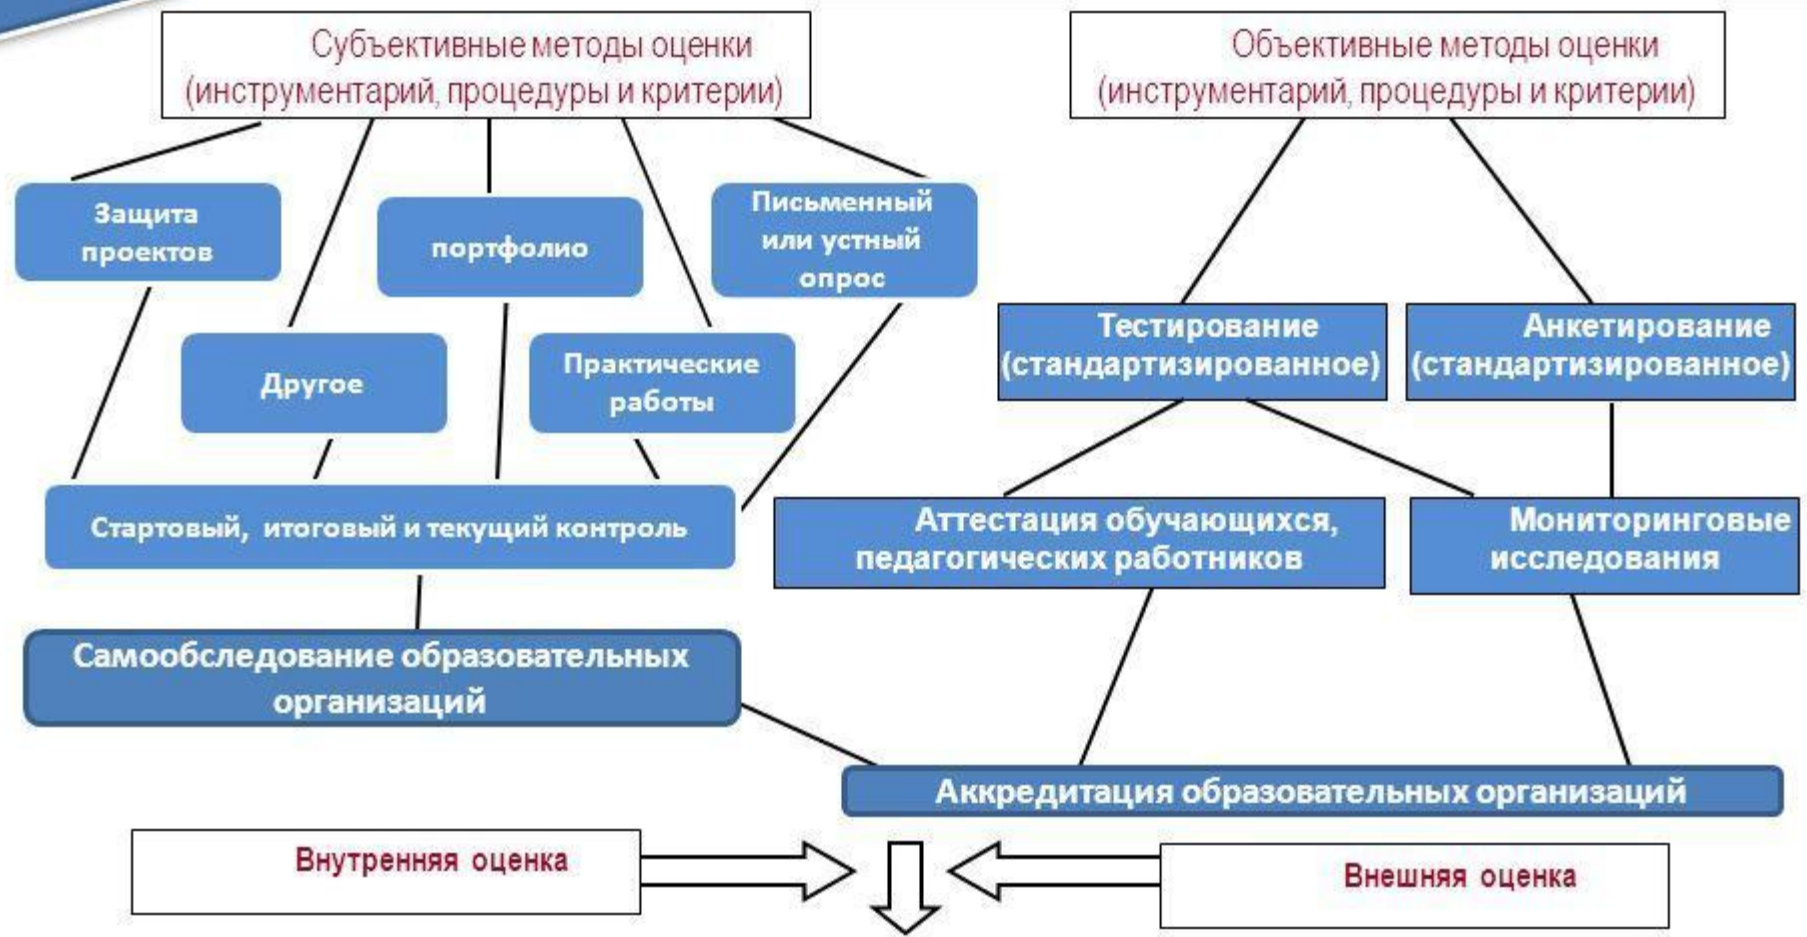 Субъективные методы оценки
(инструментарий, процедуры и критерии)
Объективные методы оценки
(инструментарий, процедуры и критерии)
Защита
проектов
портфолио
Письменный
или устный
опрос
Другое
Практические
работы
Тестирование
(стандартизированное)
Анкетирование
(стандартизированное)
Стартовый, итоговый и текущий контроль
Аттестация обучающихся,
педагогических работников
Мониторинговые
исследования
Самообследование образовательных
организаций
Аккредитация образовательных организаций
Внутренняя оценка
Внешняя оценка